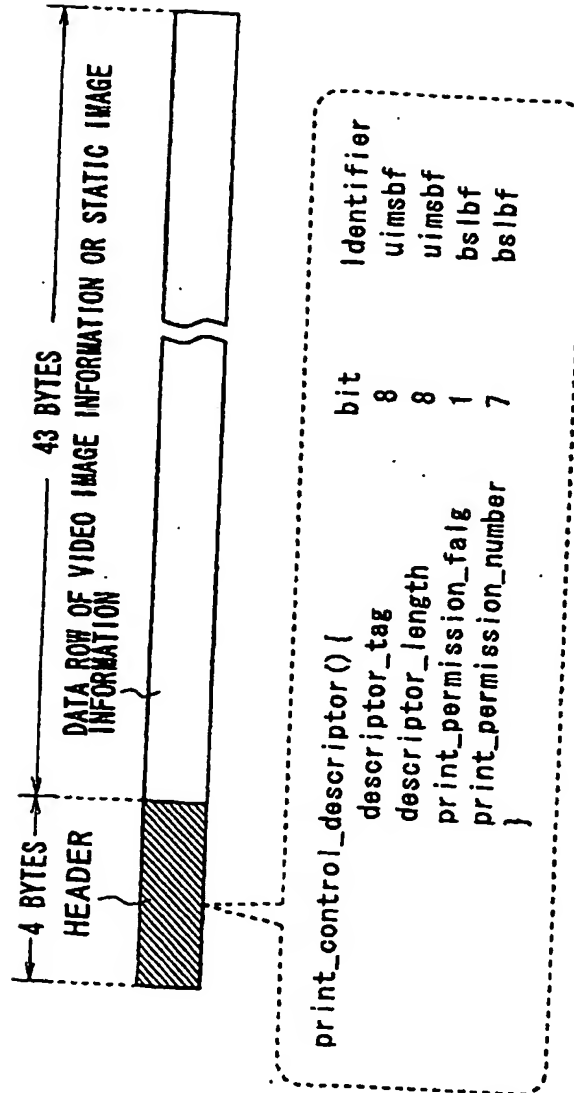 43 BYTES
4 BYTES
HEADER
DATA ROW OF VIDEO IMAGE INFORMATION OR STATIC IMAGE
INFORMATION
print_control_descriptor() { bit Identifier
descriptor_tag 8 uimsbf
descriptor_length 8 uimsbf
print_permission_falg 1 bslbf
print_permission_number 7 bslbf
}